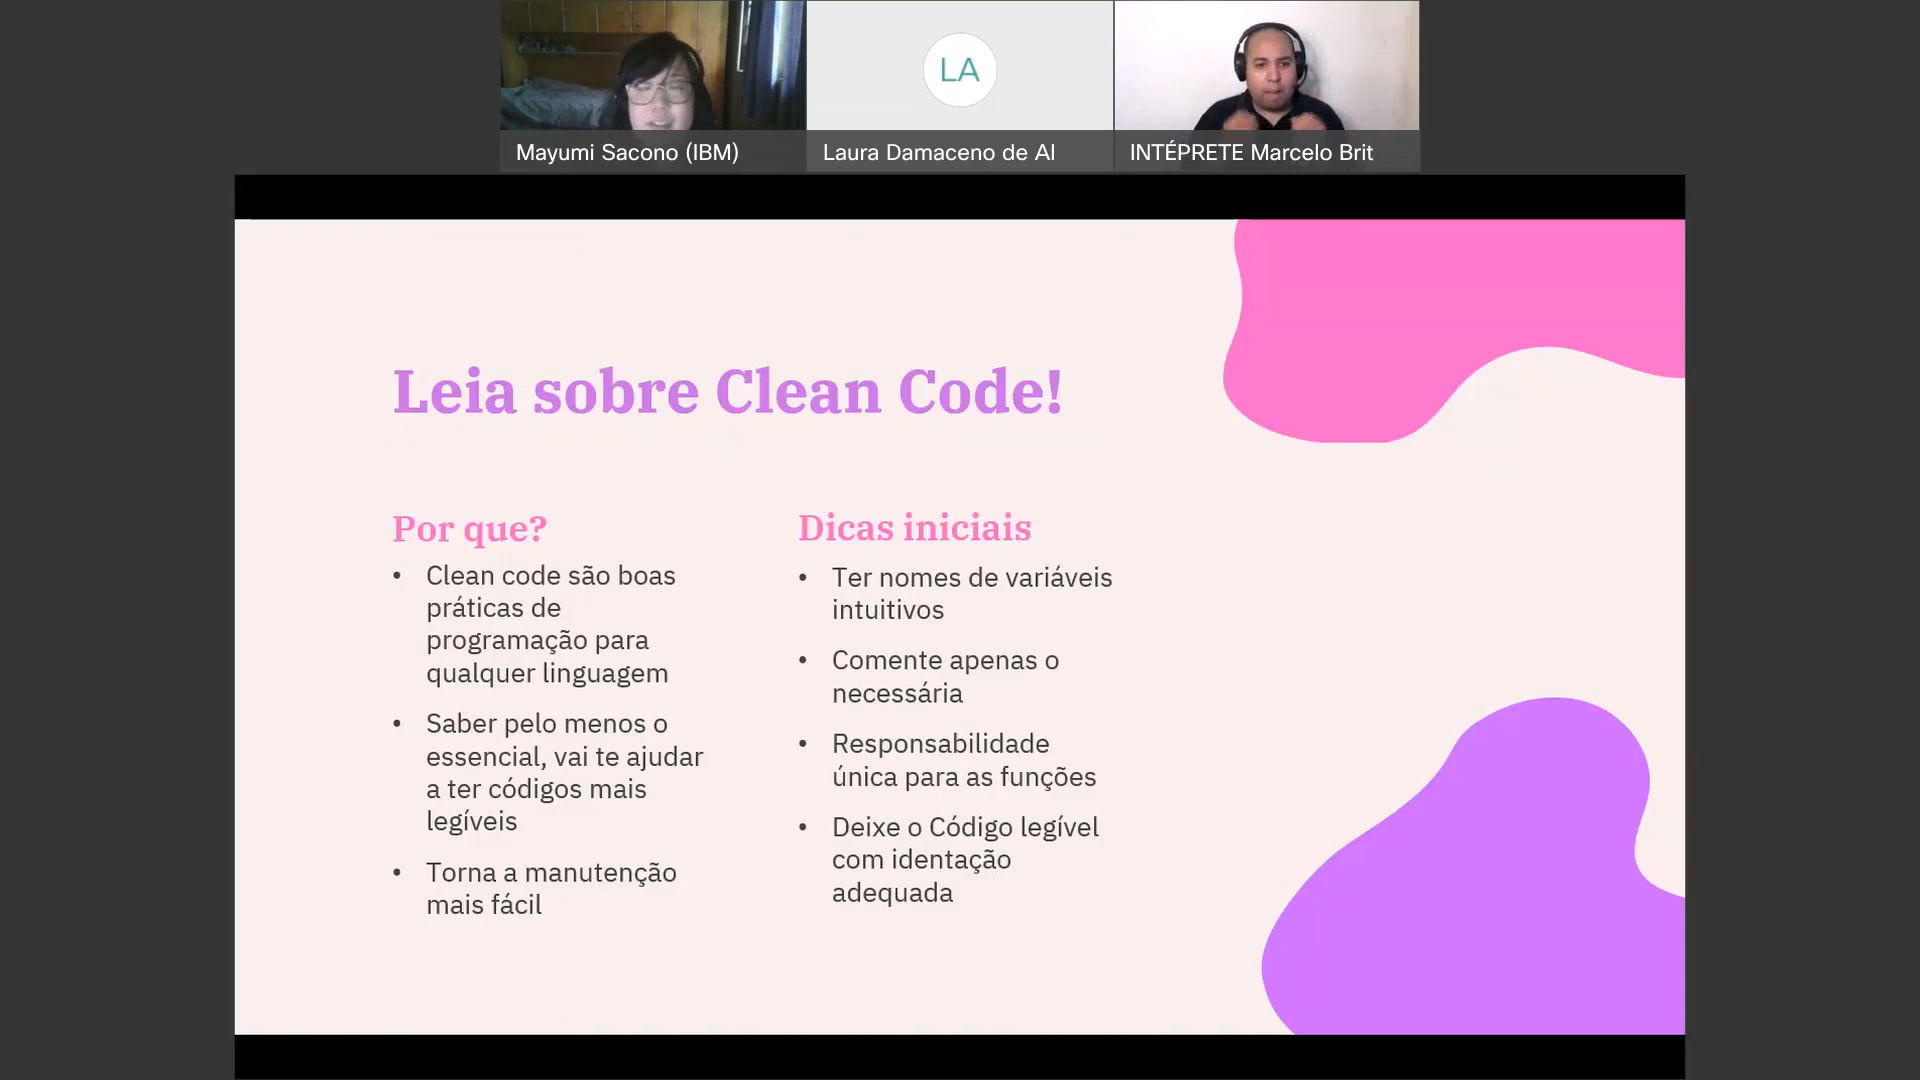 LA
Mayumi Sacono (IBM)
Laura Damaceno de Al
INTÉPRETE Marcelo Brit
Leia sobre Clean Code!
Por que?
• Clean code são boas
práticas de
programação para
qualquer linguagem
• Saber pelo menos o
essencial, vai te ajudar
a ter códigos mais
legíveis
• Torna a manutenção
mais fácil
Dicas iniciais
• Ter nomes de variáveis
intuitivos
• Comente apenas o
necessária
• Responsabilidade
única para as funções
• Deixe o Código legível
com identação
adequada